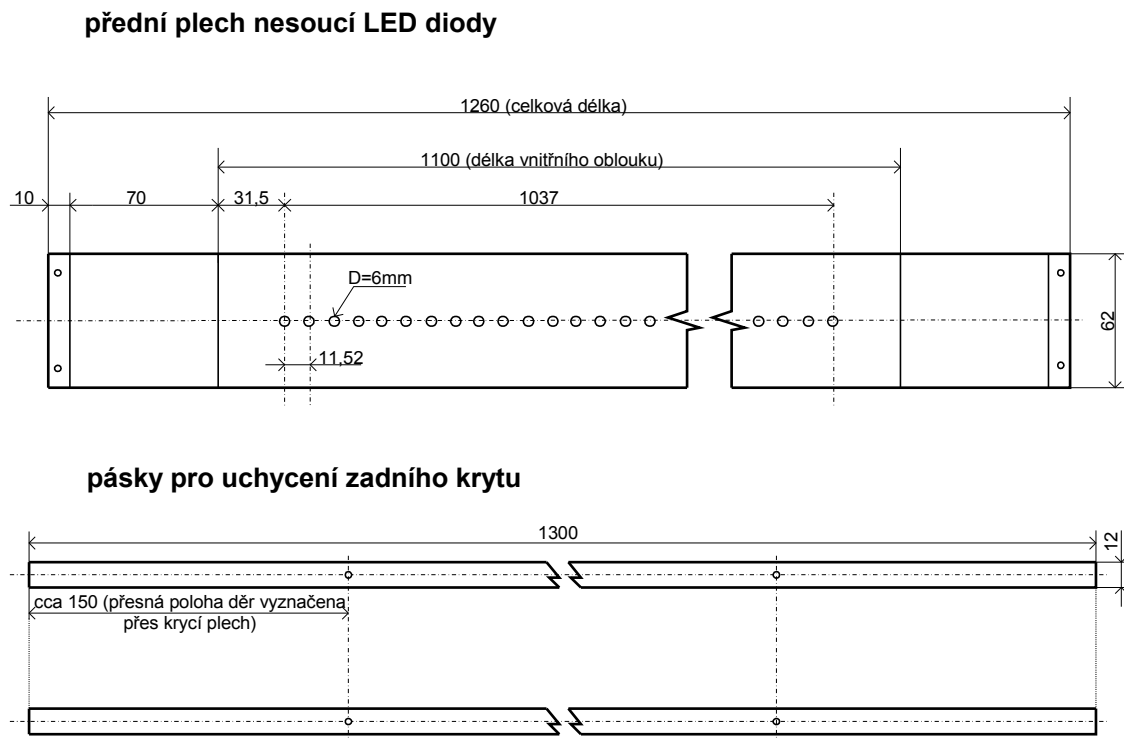 přední plech nesoucí LED diody
1260 (celková délka)
1100 (délka vnitřního oblouku)
10
70
31,5
1037
D=6mm
11,52
62
pásky pro uchycení zadního krytu
1300
12
cca 150 (přesná poloha děr vyznačena
přes krycí plech)